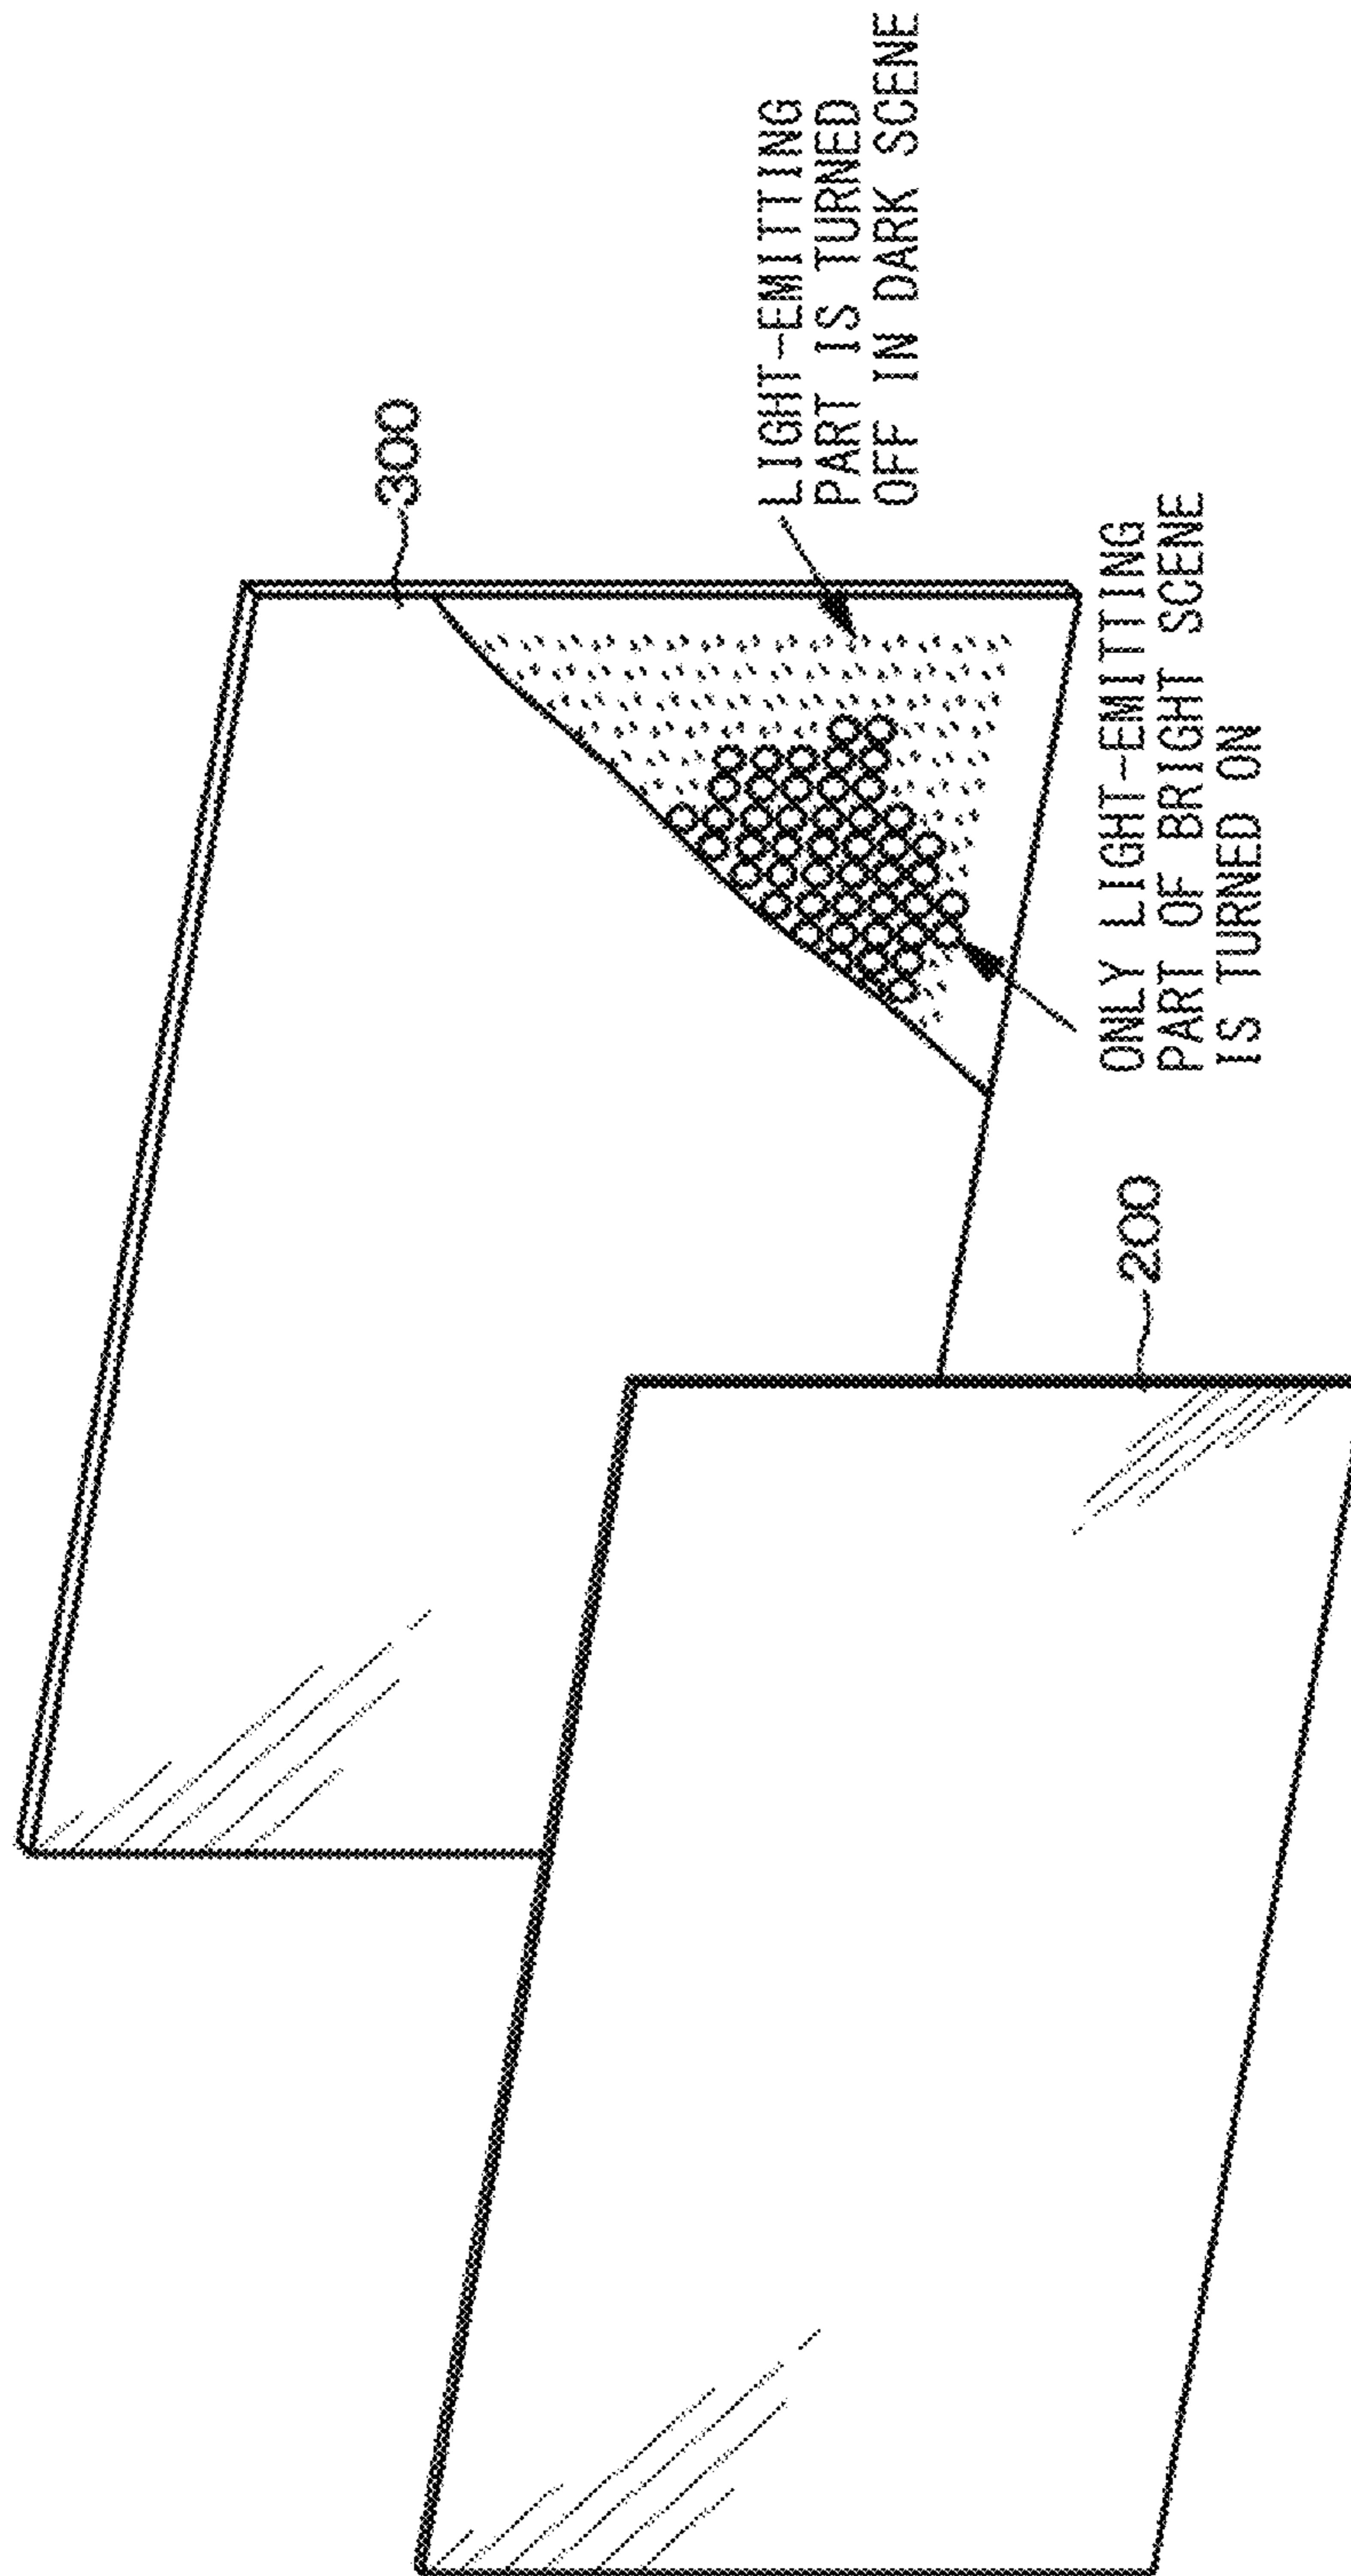 300
LIGHT-EMITTING
PART IS TURNED
OFF IN DARK SCENE
ONLY LIGHT-EMITTING
PART OF BRIGHT SCENE
IS TURNED ON
200